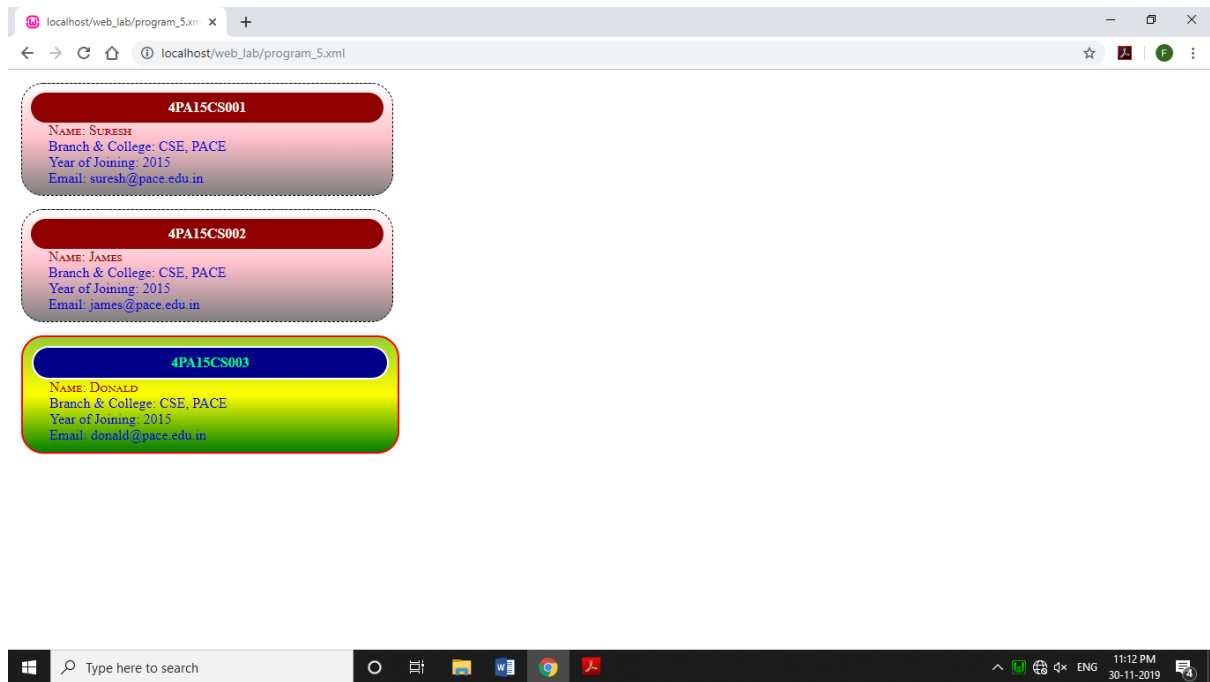 localhost/web_lab/program_5.xm
localhost/web_lab/program_5.xml
F
4PA15CS001
Name: Suresh
Branch & College: CSE, PACE
Year of Joining: 2015
Email: suresh@pace.edu.in
4PA15CS002
Name: James
Branch & College: CSE, PACE
Year of Joining: 2015
Email: james@pace.edu.in
4PA15CS003
Name: Donald
Branch & College: CSE, PACE
Year of Joining: 2015
Email: donald@pace.edu.in
Type here to search
ENG
11:12 PM
30-11-2019
4